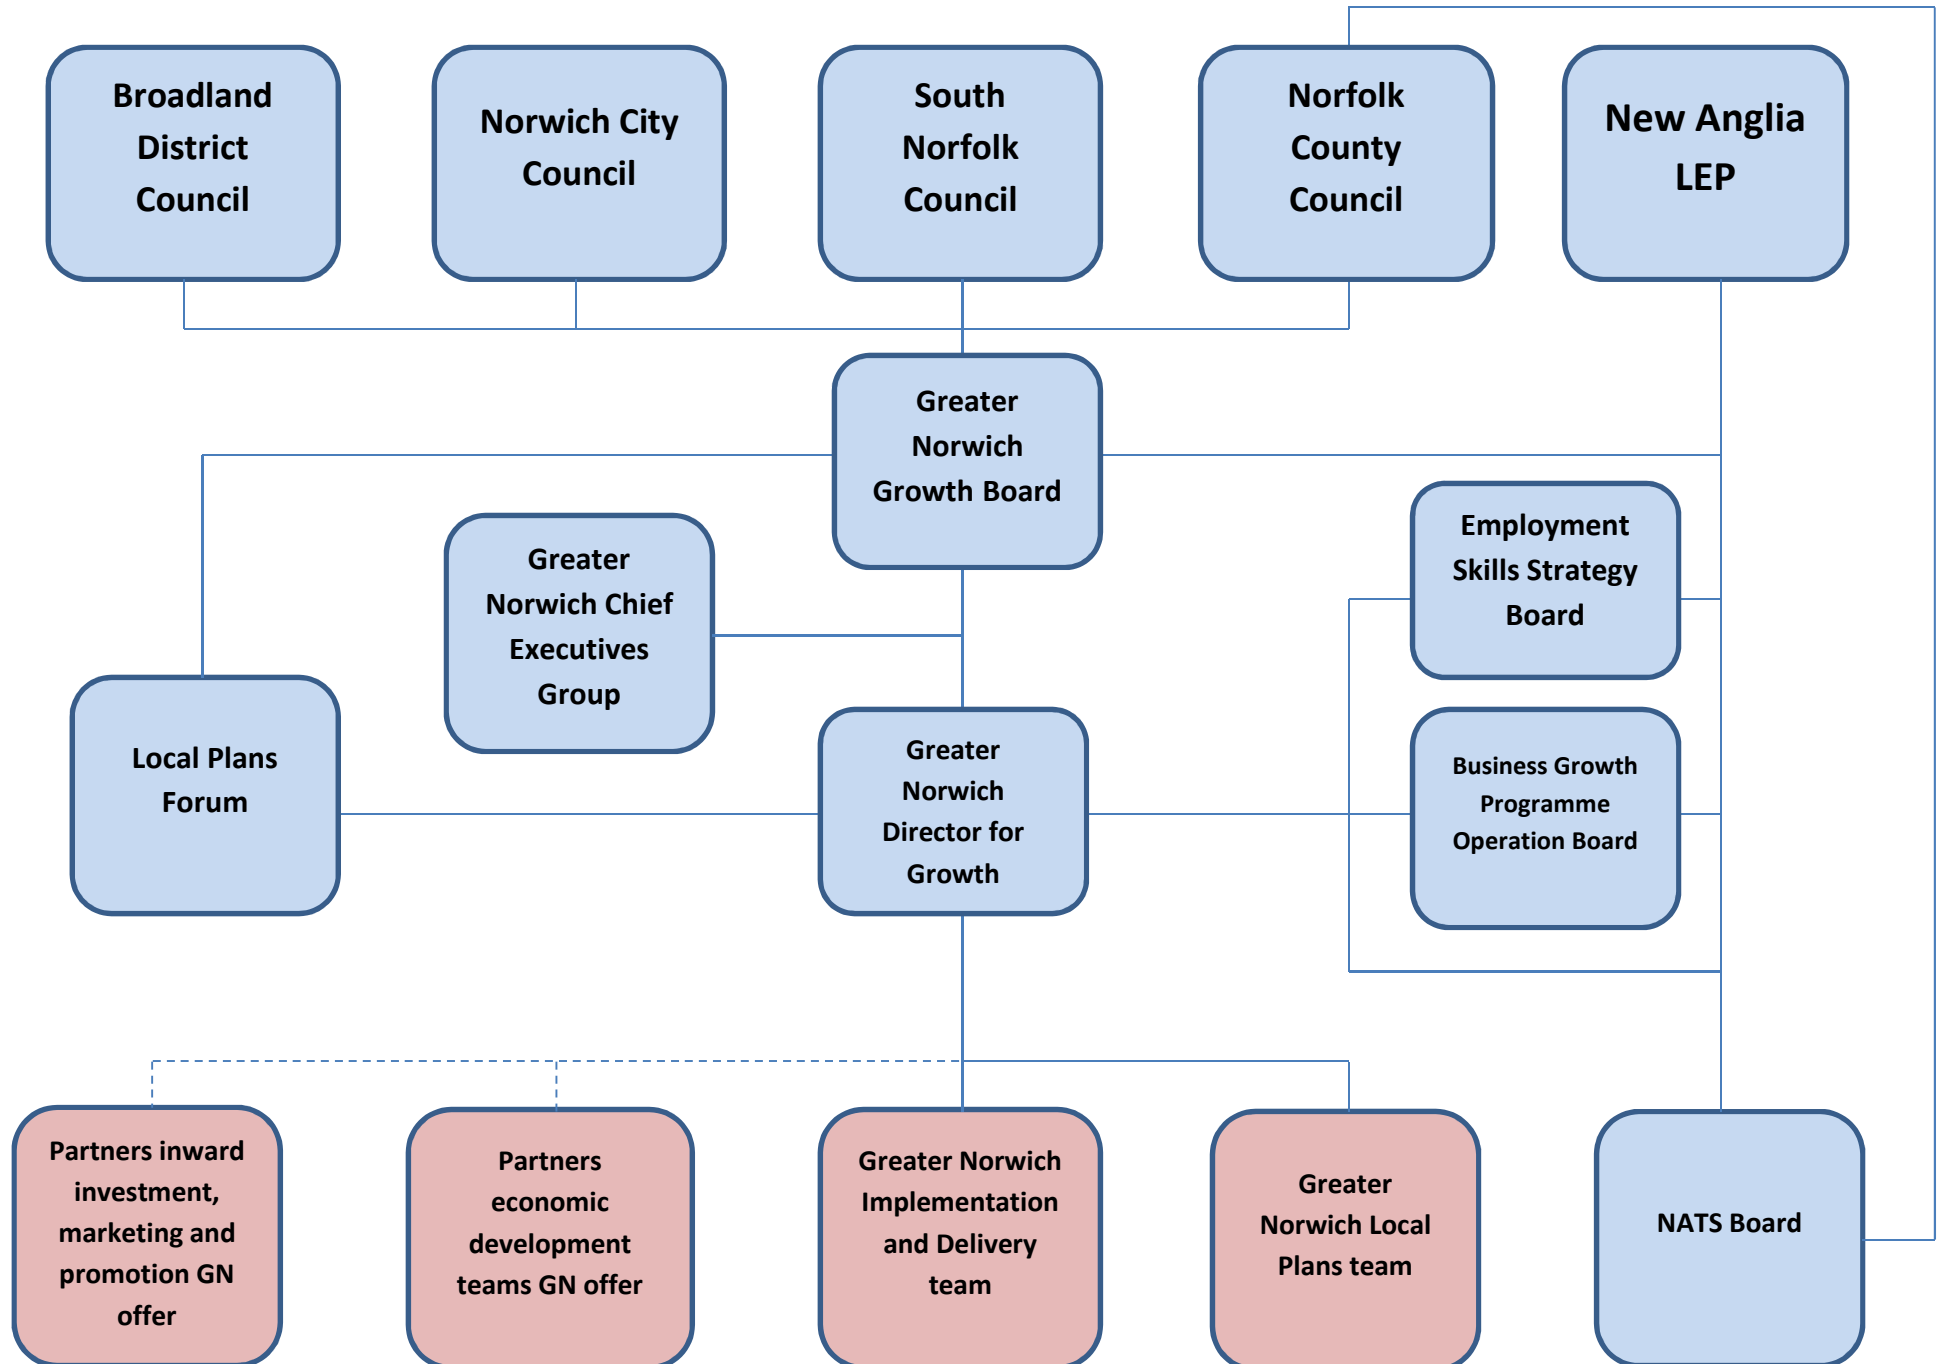 Broadland
District
Council
Norwich City
Council
South
Norfolk
Council
Norfolk
County
Council
New Anglia
LEP
Greater
Norwich
Growth Board
Employment
Skills Strategy
Board
Greater
Norwich Chief
Executives
Group
Local Plans
Forum
Greater
Norwich
Director for
Growth
Business Growth
Programme
Operation Board
Partners inward
investment,
marketing and
promotion GN
offer
Partners
economic
development
teams GN offer
Greater Norwich
Implementation
and Delivery
team
Greater
Norwich Local
Plans team
NATS Board